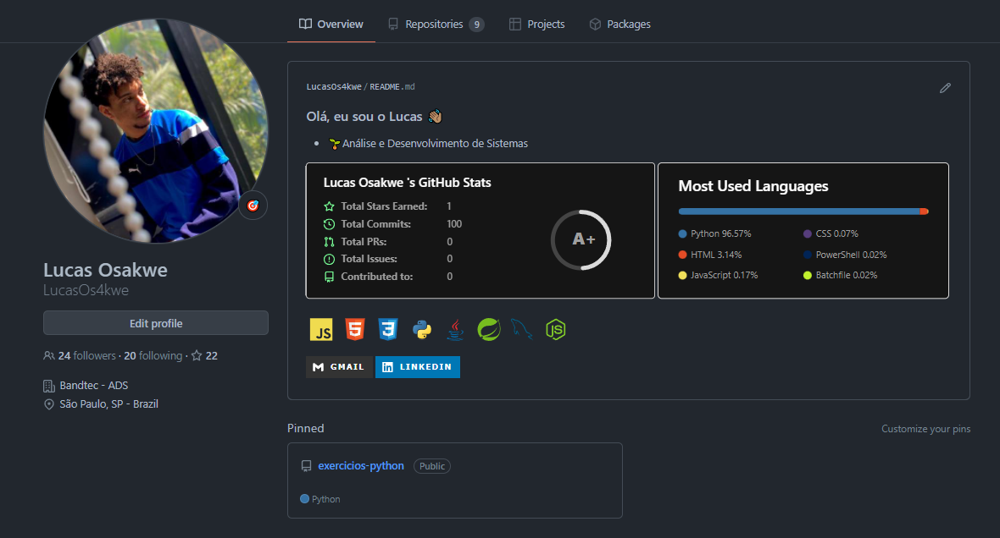 Overview Repositories 9 Projects Packages
LucasOs4kwe / README.md
Olá, eu sou o Lucas 👋🏽
• 🌱Análise e Desenvolvimento de Sistemas
Lucas Osakwe 's GitHub Stats
Total Stars Earned: 1
Total Commits: 100
Total PRs: 0
Total Issues: 0
Contributed to: 0
A+
Most Used Languages
Python 96.57% CSS 0.07%
HTML 3.14% PowerShell 0.02%
JavaScript 0.17% Batchfile 0.02%
JS 5 3 JS
GMAIL in LINKEDIN
Lucas Osakwe
LucasOs4kwe
Edit profile
24 followers · 20 following · 22
Bandtec - ADS
São Paulo, SP - Brazil
Pinned Customize your pins
exercicios-python Public
Python